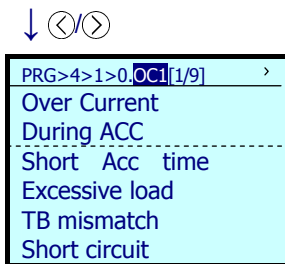 ↓ <​/>
PRG>4>1>0.OC1[1/9] >
Over Current
During ACC
Short Acc time
Excessive load
TB mismatch
Short circuit